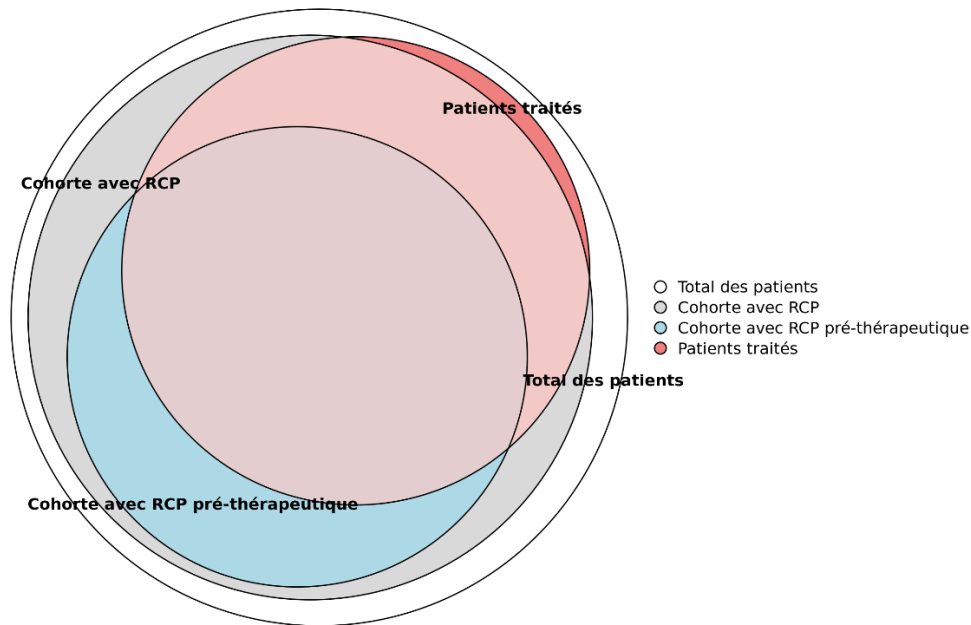 Patients traités
Cohorte avec RCP
Total des patients
Cohorte avec RCP pré-thérapeutique
Total des patients
Cohorte avec RCP
Cohorte avec RCP pré-thérapeutique
Patients traités